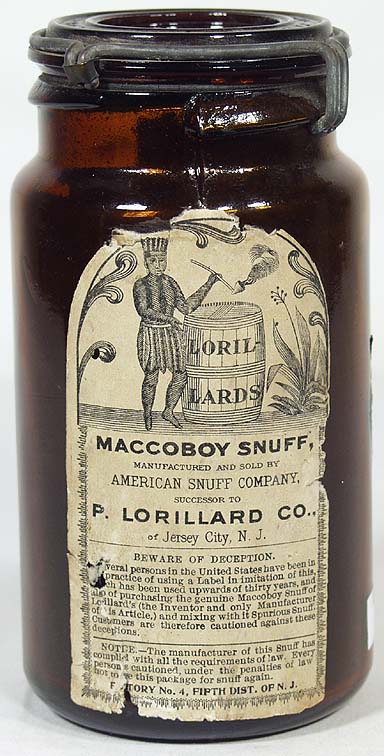 LORIL-
LARDS
MACCOBOY SNUFF,
MANUFACTURED AND SOLD BY
AMERICAN SNUFF COMPANY,
SUCCESSOR TO
P. LORILLARD CO.,
of Jersey City, N. J.
BEWARE OF DECEPTION.
veral persons in the United States have been in
practice of using a Label in imitation of this,
ch has been used upwards of thirty years, and
also of purchasing the genuine Maccoboy Snuff of
Lorillard's (the Inventor and only Manufacturer
of this Article,) and mixing with it Spurious Snuff.
Customers are therefore cautioned against these
deceptions.
NOTICE.—The manufacturer of this Snuff has
complied with all the requirements of law. Every
person is cautioned, under the penalties of law
not to use this package for snuff again.
F TORY No. 4, FIFTH DIST. OF N. J.